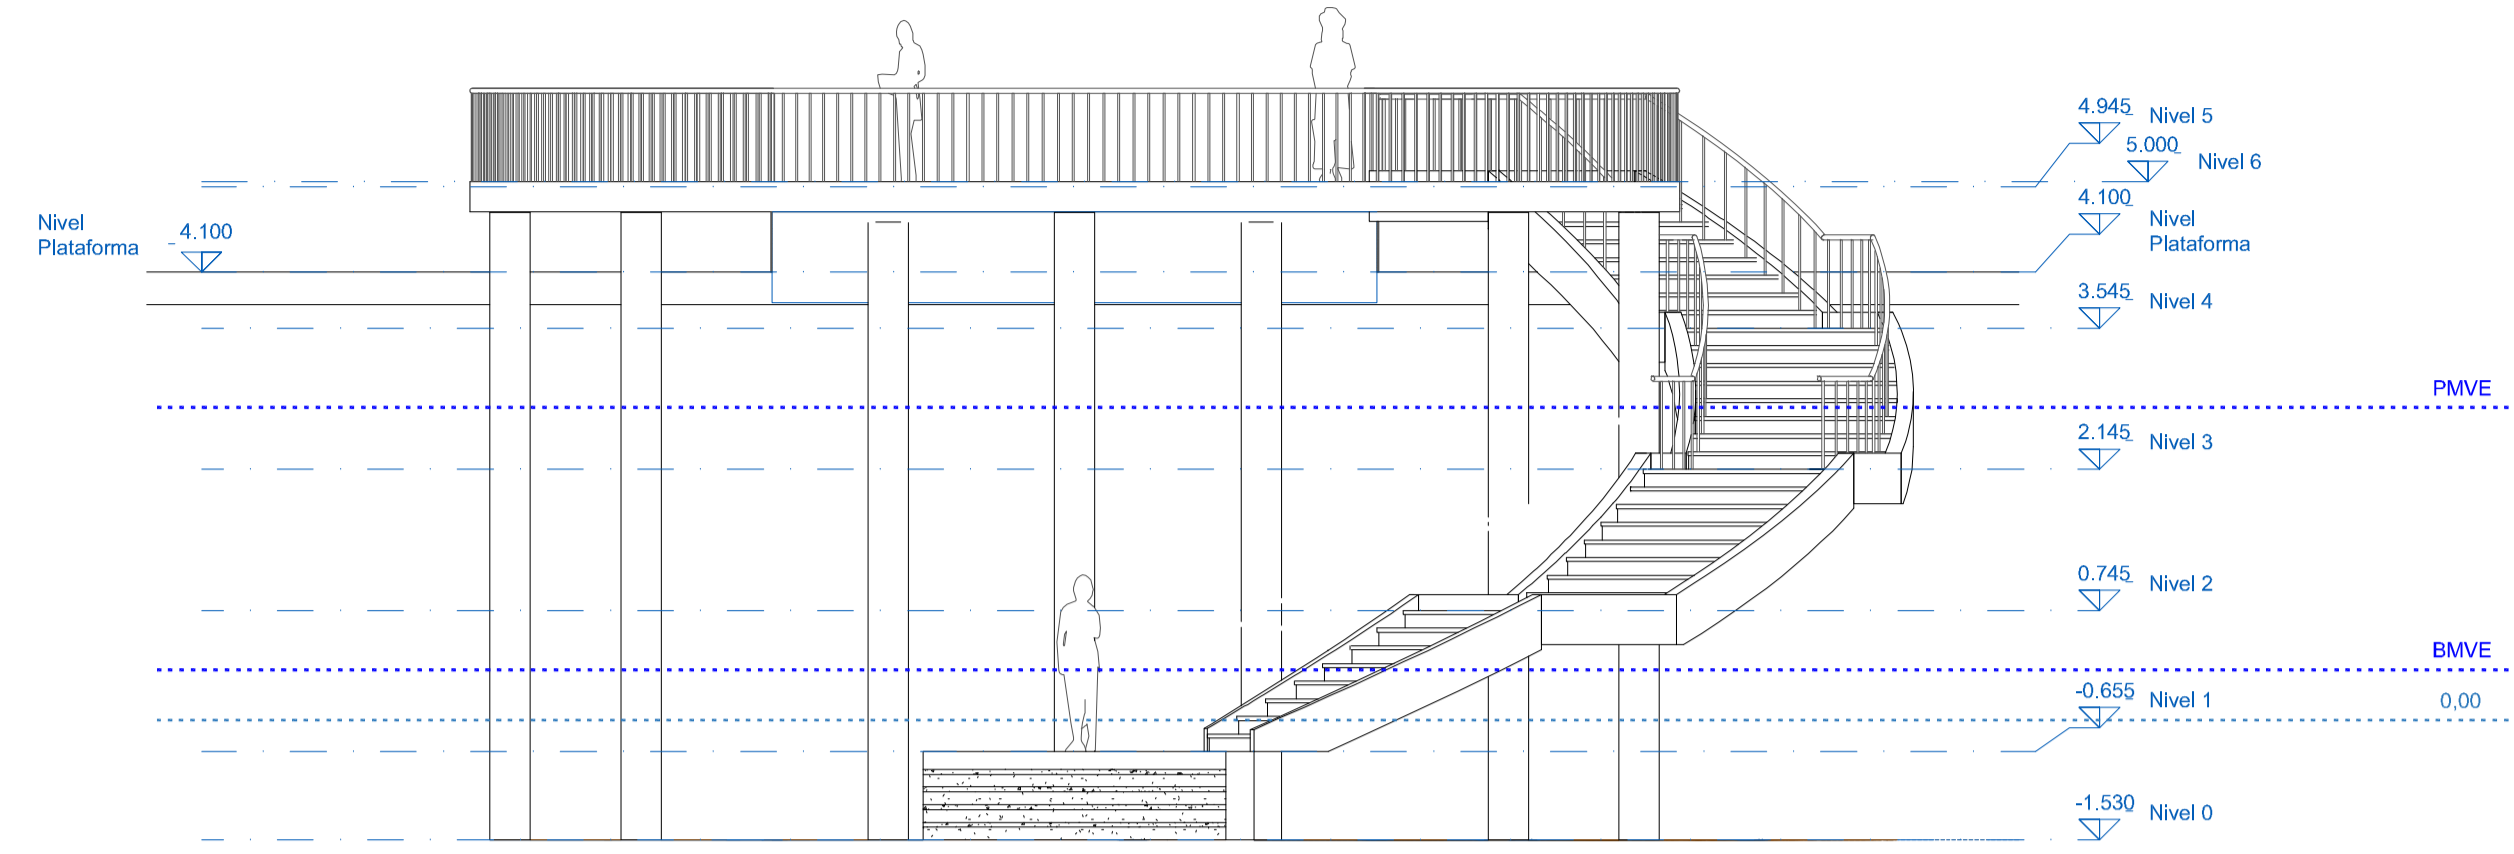 4.945 Nivel 5
5.000 Nivel 6
4.100
Nivel
Plataforma
Nivel
Plataforma
4.100
3.545 Nivel 4
PMVE
2.145 Nivel 3
0.745 Nivel 2
BMVE
-0.655 Nivel 1
0,00
-1.530 Nivel 0